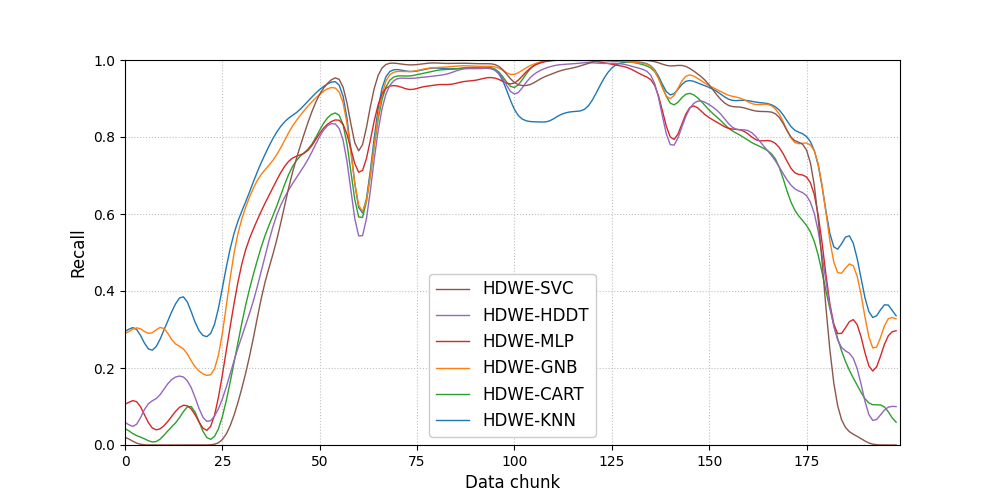 1.0
0.8
0.6
0.4
0.2
0.0
Recall
HDWE-SVC
HDWE-HDDT
HDWE-MLP
HDWE-GNB
HDWE-CART
HDWE-KNN
0 25 50 75 100 125 150 175
Data chunk